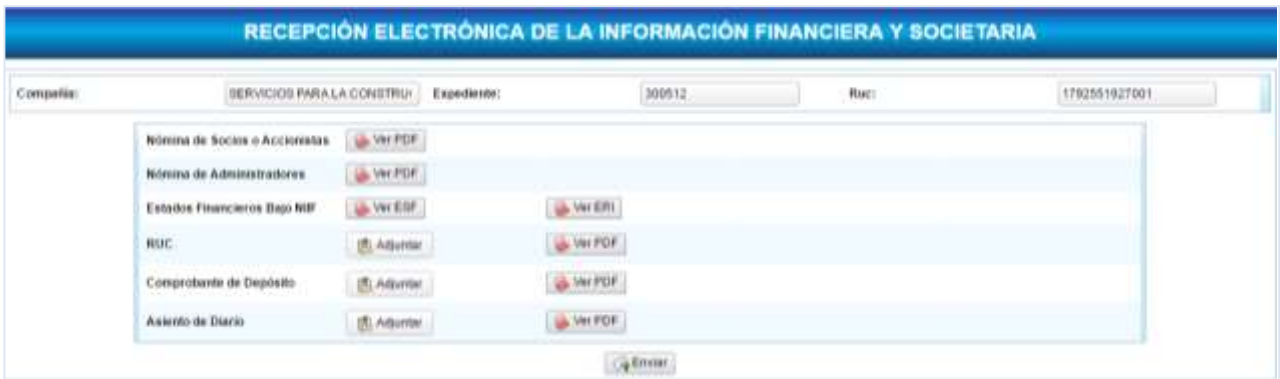 RECEPCIÓN ELECTRÓNICA DE LA INFORMACIÓN FINANCIERA Y SOCIETARIA
Compañía: SERVICIOS PARA LA CONSTRU Expediente: 300512 Ruc: 1792551927001
Nómina de Socios o Accionistas Ver PDF
Nómina de Administradores Ver PDF
Estados Financieros Bajo NIIF Ver ESF Ver ERI
RUC Adjuntar Ver PDF
Comprobante de Depósito Adjuntar Ver PDF
Asiento de Diario Adjuntar Ver PDF
Enviar